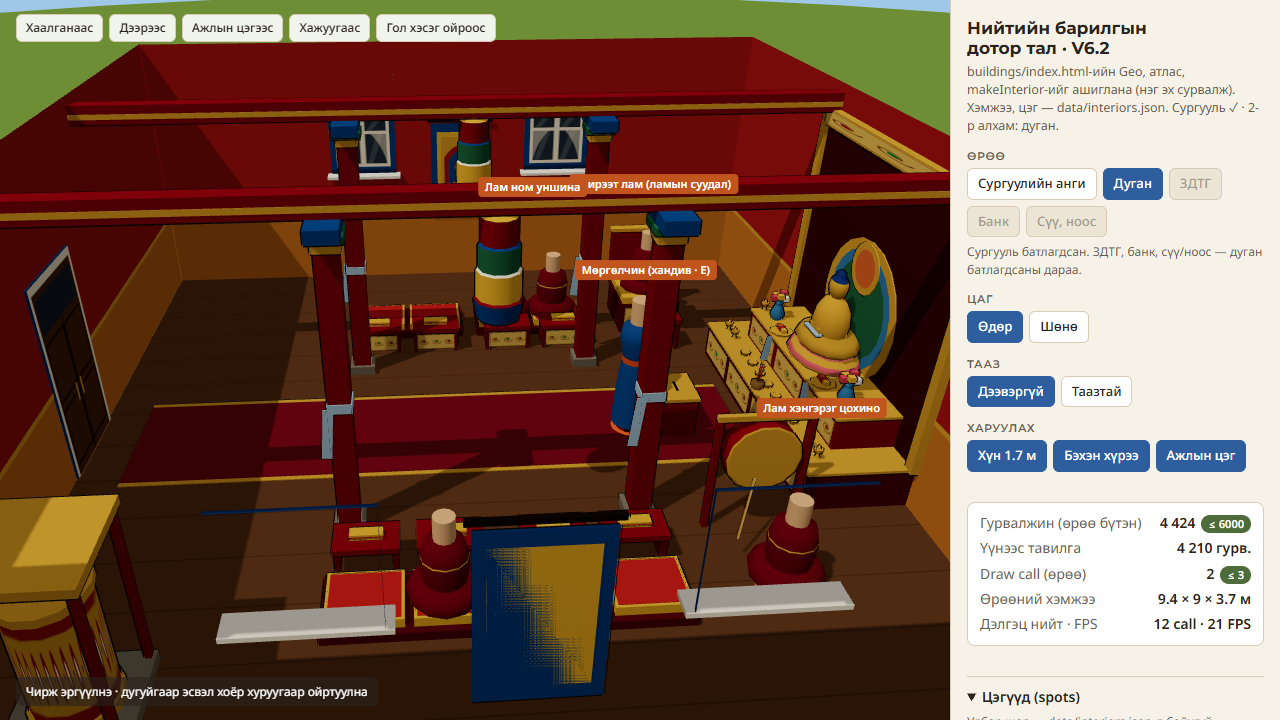 Хаалганаас
Дээрээс
Ажлын цэгээс
Хажуугаас
Гол хэсэг ойроос
Лам ном уншина
ирээт лам (ламын суудал)
Мөргөлчин (хандив · E)
Лам хэнгэрэг цохино
Чирж эргүүлнэ · дугуйгаар эсвэл хоёр хуруугаар ойртуулна
Нийтийн барилгын
дотор тал · V6.2
buildings/index.html-ийн Geo, атлас,
makeInterior-ийг ашиглана (нэг эх сурвалж).
Хэмжээ, цэг — data/interiors.json. Сургууль ✓ · 2-
р алхам: дуган.
ӨРӨӨ
Сургуулийн анги
Дуган
ЗДТГ
Банк
Сүү, ноос
Сургууль батлагдсан. ЗДТГ, банк, сүү/ноос — дуган
батлагдсаны дараа.
ЦАГ
Өдөр
Шөнө
ТААЗ
Дээвэргүй
Таазтай
ХАРУУЛАХ
Хүн 1.7 м
Бэхэн хүрээ
Ажлын цэг
Гурвалжин (өрөө бүтэн) 4 424 ≤ 6000
Үүнээс тавилга 4 210 гурв.
Draw call (өрөө) 2 ≤ 3
Өрөөний хэмжээ 9.4 × 9 × 3.7 м
Дэлгэц нийт · FPS 12 call · 21 FPS
▼ Цэгүүд (spots)